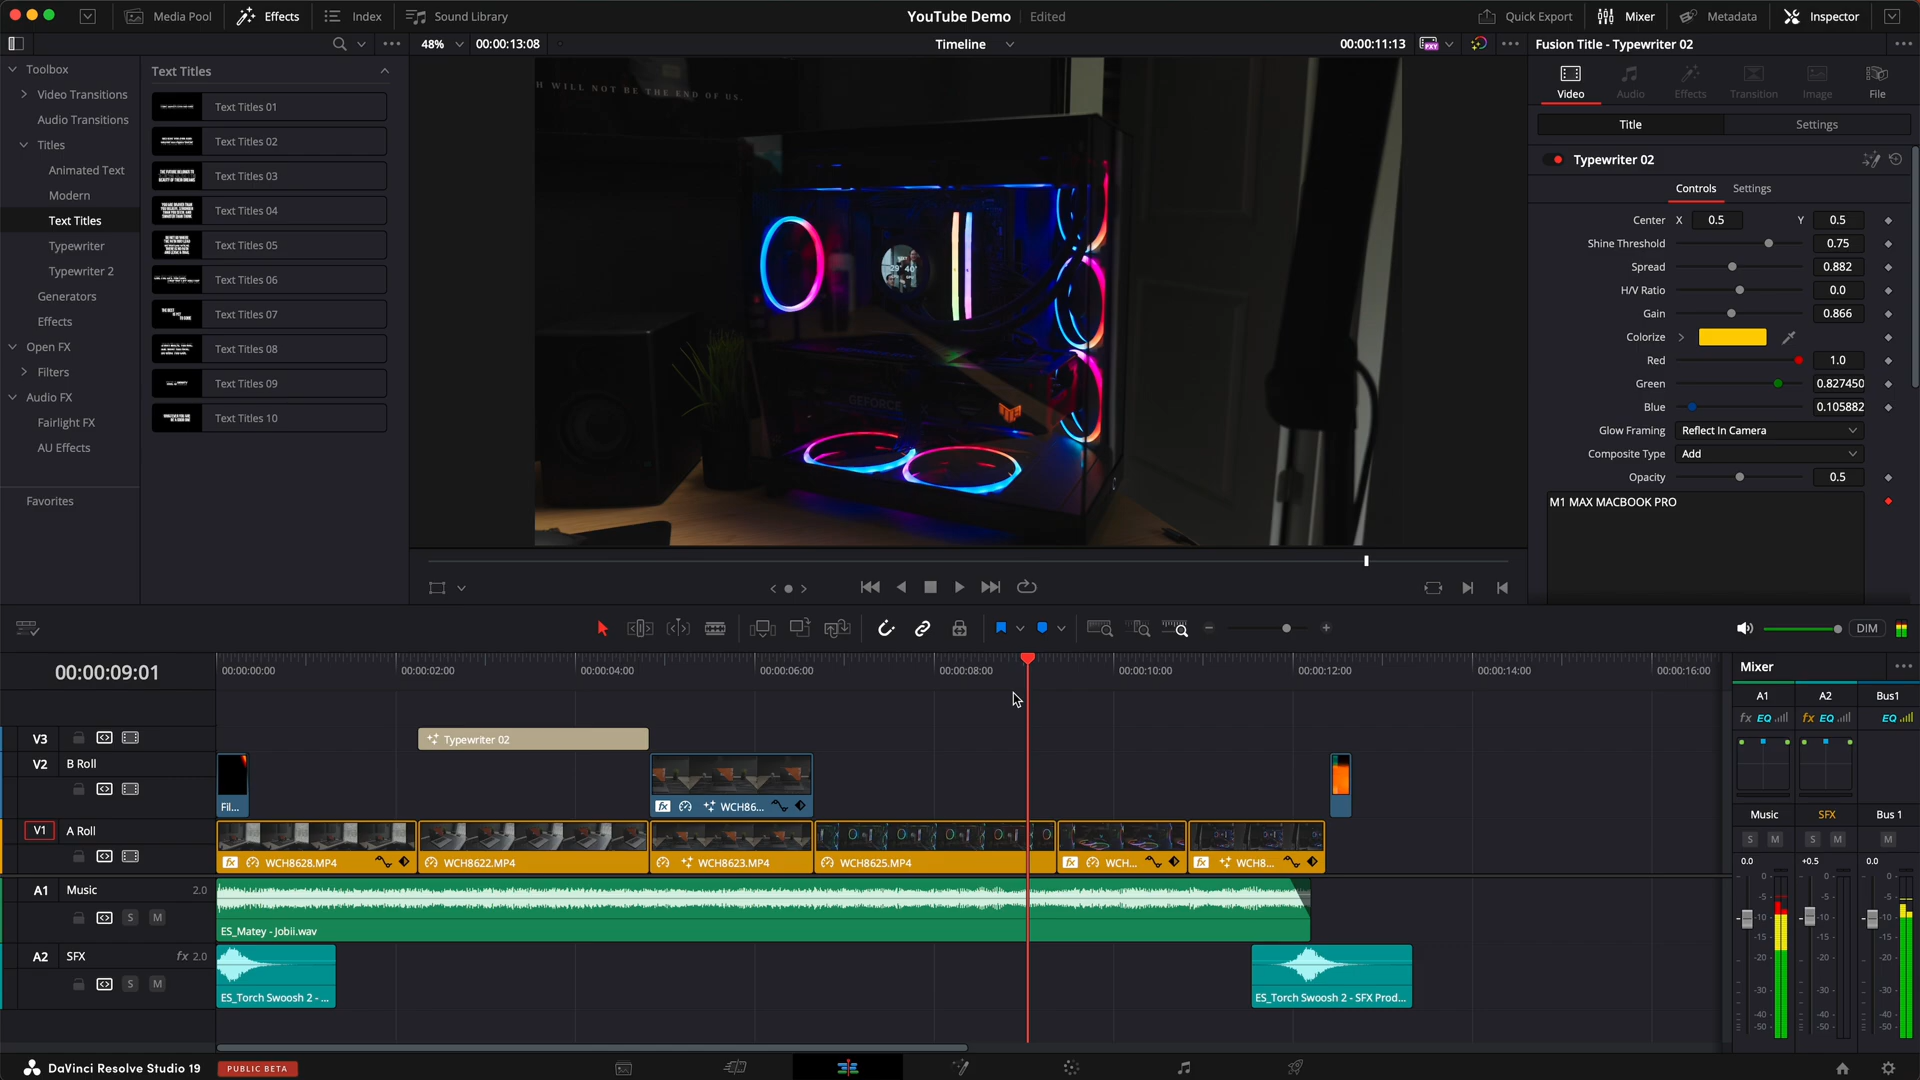 Media Pool
Effects
Index
Sound Library
YouTube Demo
Edited
Quick Export
Mixer
Metadata
Inspector
48%
00:00:13:08
Timeline
00:00:11:13
Fusion Title - Typewriter 02
Toolbox
Video Transitions
Audio Transitions
Titles
Animated Text
Modern
Text Titles
Typewriter
Typewriter 2
Generators
Effects
Open FX
Filters
Audio FX
Fairlight FX
AU Effects
Favorites
Text Titles
Text Titles 01
Text Titles 02
Text Titles 03
Text Titles 04
Text Titles 05
Text Titles 06
Text Titles 07
Text Titles 08
Text Titles 09
Text Titles 10
H WILL NOT BE THE END OF US.
GEFORCE
Video
Audio
Effects
Transition
Image
File
Title
Settings
Typewriter 02
Controls
Settings
Center X 0.5 Y 0.5
Shine Threshold 0.75
Spread 0.882
H/V Ratio 0.0
Gain 0.866
Colorize
Red 1.0
Green 0.827450
Blue 0.105882
Glow Framing Reflect In Camera
Composite Type Add
Opacity 0.5
M1 MAX MACBOOK PRO
DIM
00:00:09:01
00:00:00:00
00:00:02:00
00:00:04:00
00:00:06:00
00:00:08:00
00:00:10:00
00:00:12:00
00:00:14:00
00:00:16:00
V3
Typewriter 02
V2 B Roll
Fil...
fx WCH86...
V1 A Roll
fx WCH8628.MP4
WCH8622.MP4
WCH8623.MP4
WCH8625.MP4
fx WCH...
fx WCH8...
A1 Music 2.0
S M
ES_Matey - Jobii.wav
A2 SFX fx 2.0
S M
ES_Torch Swoosh 2 - ...
ES_Torch Swoosh 2 - SFX Prod...
Mixer
A1 A2 Bus1
fx EQ fx EQ EQ
Music SFX Bus 1
S M S M M
0.0 +0.5 0.0
0 0 0
-5 -5 -5
-10 -10 -10
-15 -15 -15
-20 -20 -20
-30 -30 -30
-40 -40 -40
-50 -50 -50
DaVinci Resolve Studio 19
PUBLIC BETA